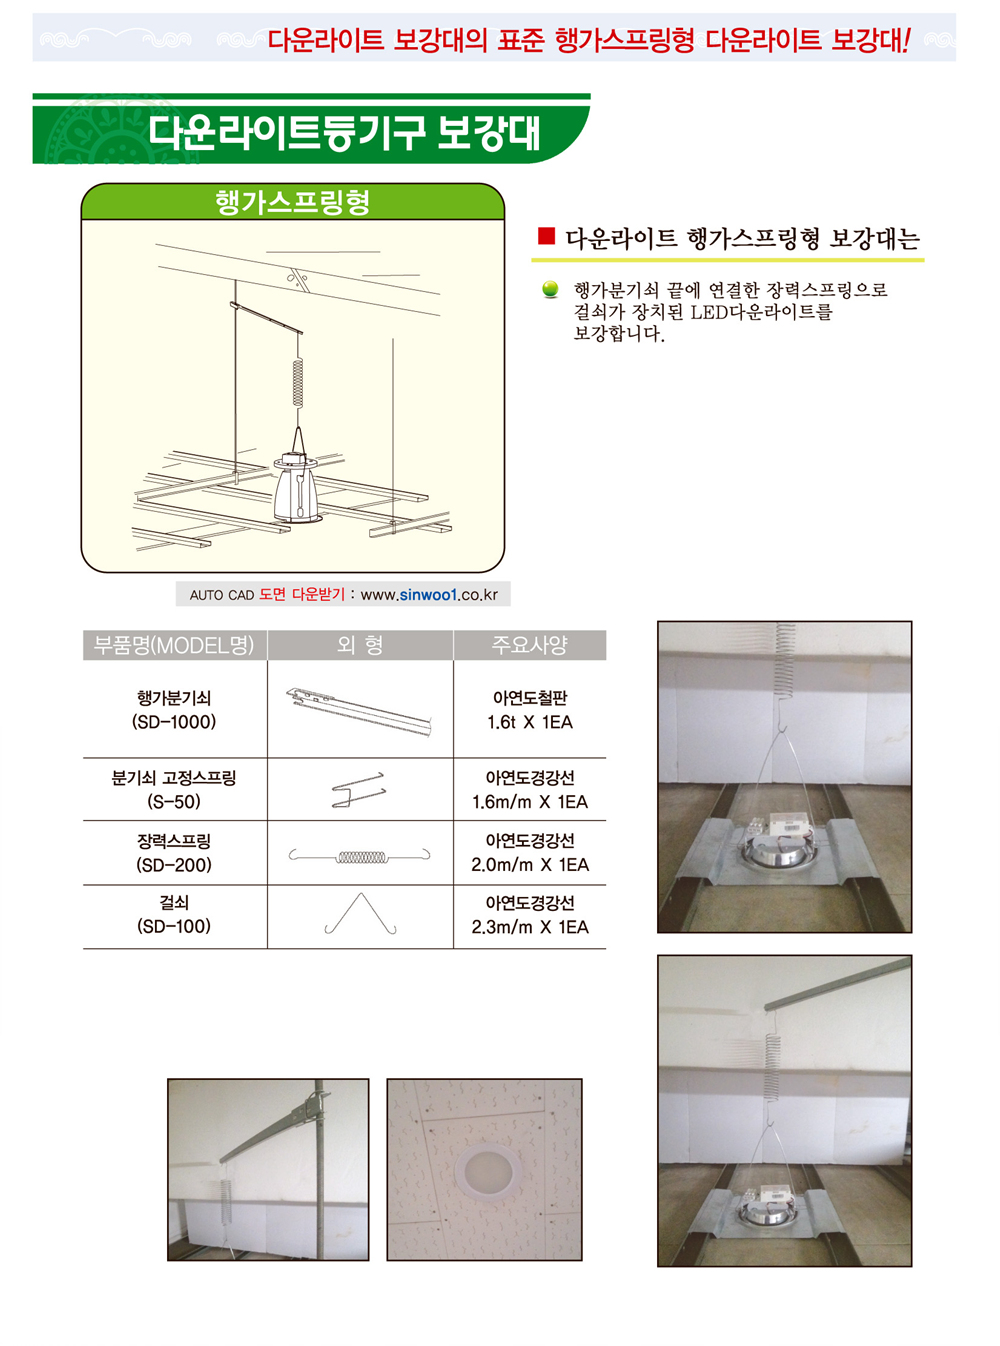 다운라이트 보강대의 표준 행가스프링형 다운라이트 보강대!
다운라이트등기구 보강대
행가스프링형
■ 다운라이트 행가스프링형 보강대는
행가분기쇠 끝에 연결한 장력스프링으로
걸쇠가 장치된 LED다운라이트를
보강합니다.
AUTO CAD 도면 다운받기 : www.sinwoo1.co.kr
부품명(MODEL명) 외 형 주요사양
행가분기쇠
(SD-1000)
아연도철판
1.6t X 1EA
분기쇠 고정스프링
(S-50)
아연도경강선
1.6m/m X 1EA
장력스프링
(SD-200)
아연도경강선
2.0m/m X 1EA
걸쇠
(SD-100)
아연도경강선
2.3m/m X 1EA